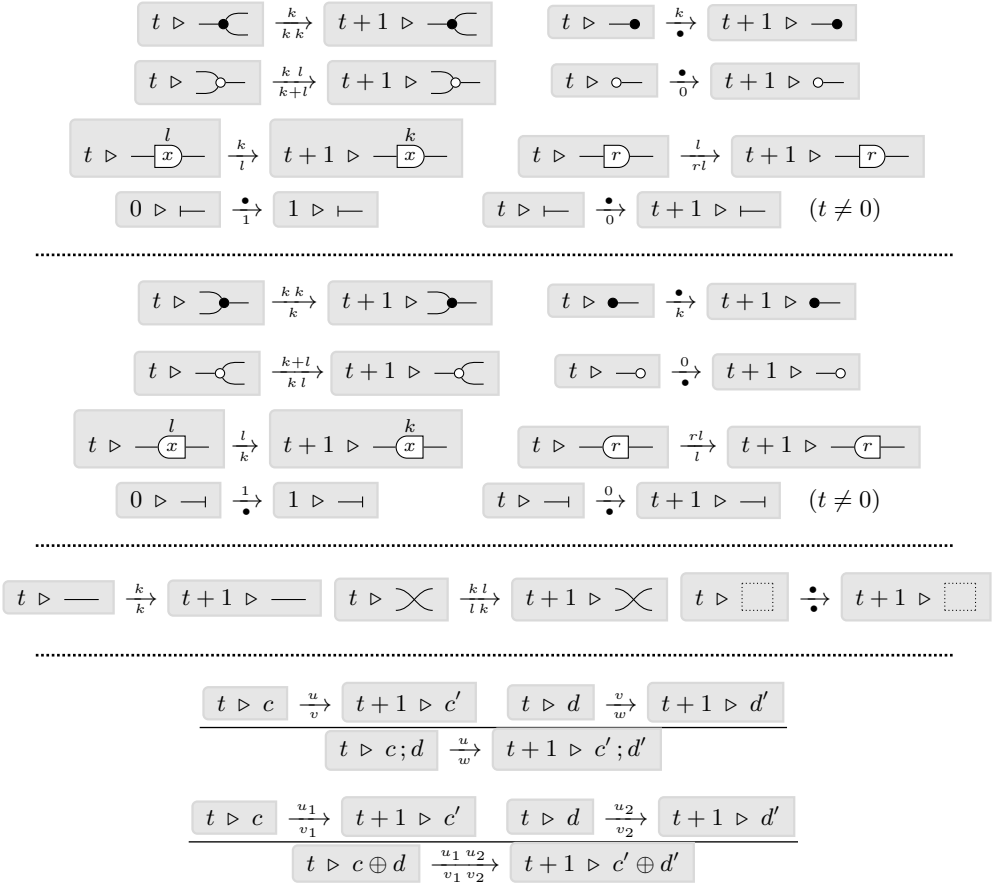 t ▷ k k k t + 1 ▷ t ▷ k • t + 1 ▷
t ▷ k l k+l t + 1 ▷ t ▷ • 0 t + 1 ▷
t ▷ l x k l t + 1 ▷ k x t ▷ r l rl t + 1 ▷ r
0 ▷ • 1 1 ▷ t ▷ • 0 t + 1 ▷ (t ≠ 0)
t ▷ k k k t + 1 ▷ t ▷ • k t + 1 ▷
t ▷ k+l k l t + 1 ▷ t ▷ 0 • t + 1 ▷
t ▷ l x l k t + 1 ▷ k x t ▷ r rl l t + 1 ▷ r
0 ▷ 1 • 1 ▷ t ▷ 0 • t + 1 ▷ (t ≠ 0)
t ▷ k k t + 1 ▷ t ▷ k l l k t + 1 ▷ t ▷ • • t + 1 ▷
t ▷ c u v t + 1 ▷ c′ t ▷ d v w t + 1 ▷ d′
t ▷ c ; d u w t + 1 ▷ c′ ; d′
t ▷ c u₁ v₁ t + 1 ▷ c′ t ▷ d u₂ v₂ t + 1 ▷ d′
t ▷ c ⊕ d u₁ u₂ v₁ v₂ t + 1 ▷ c′ ⊕ d′